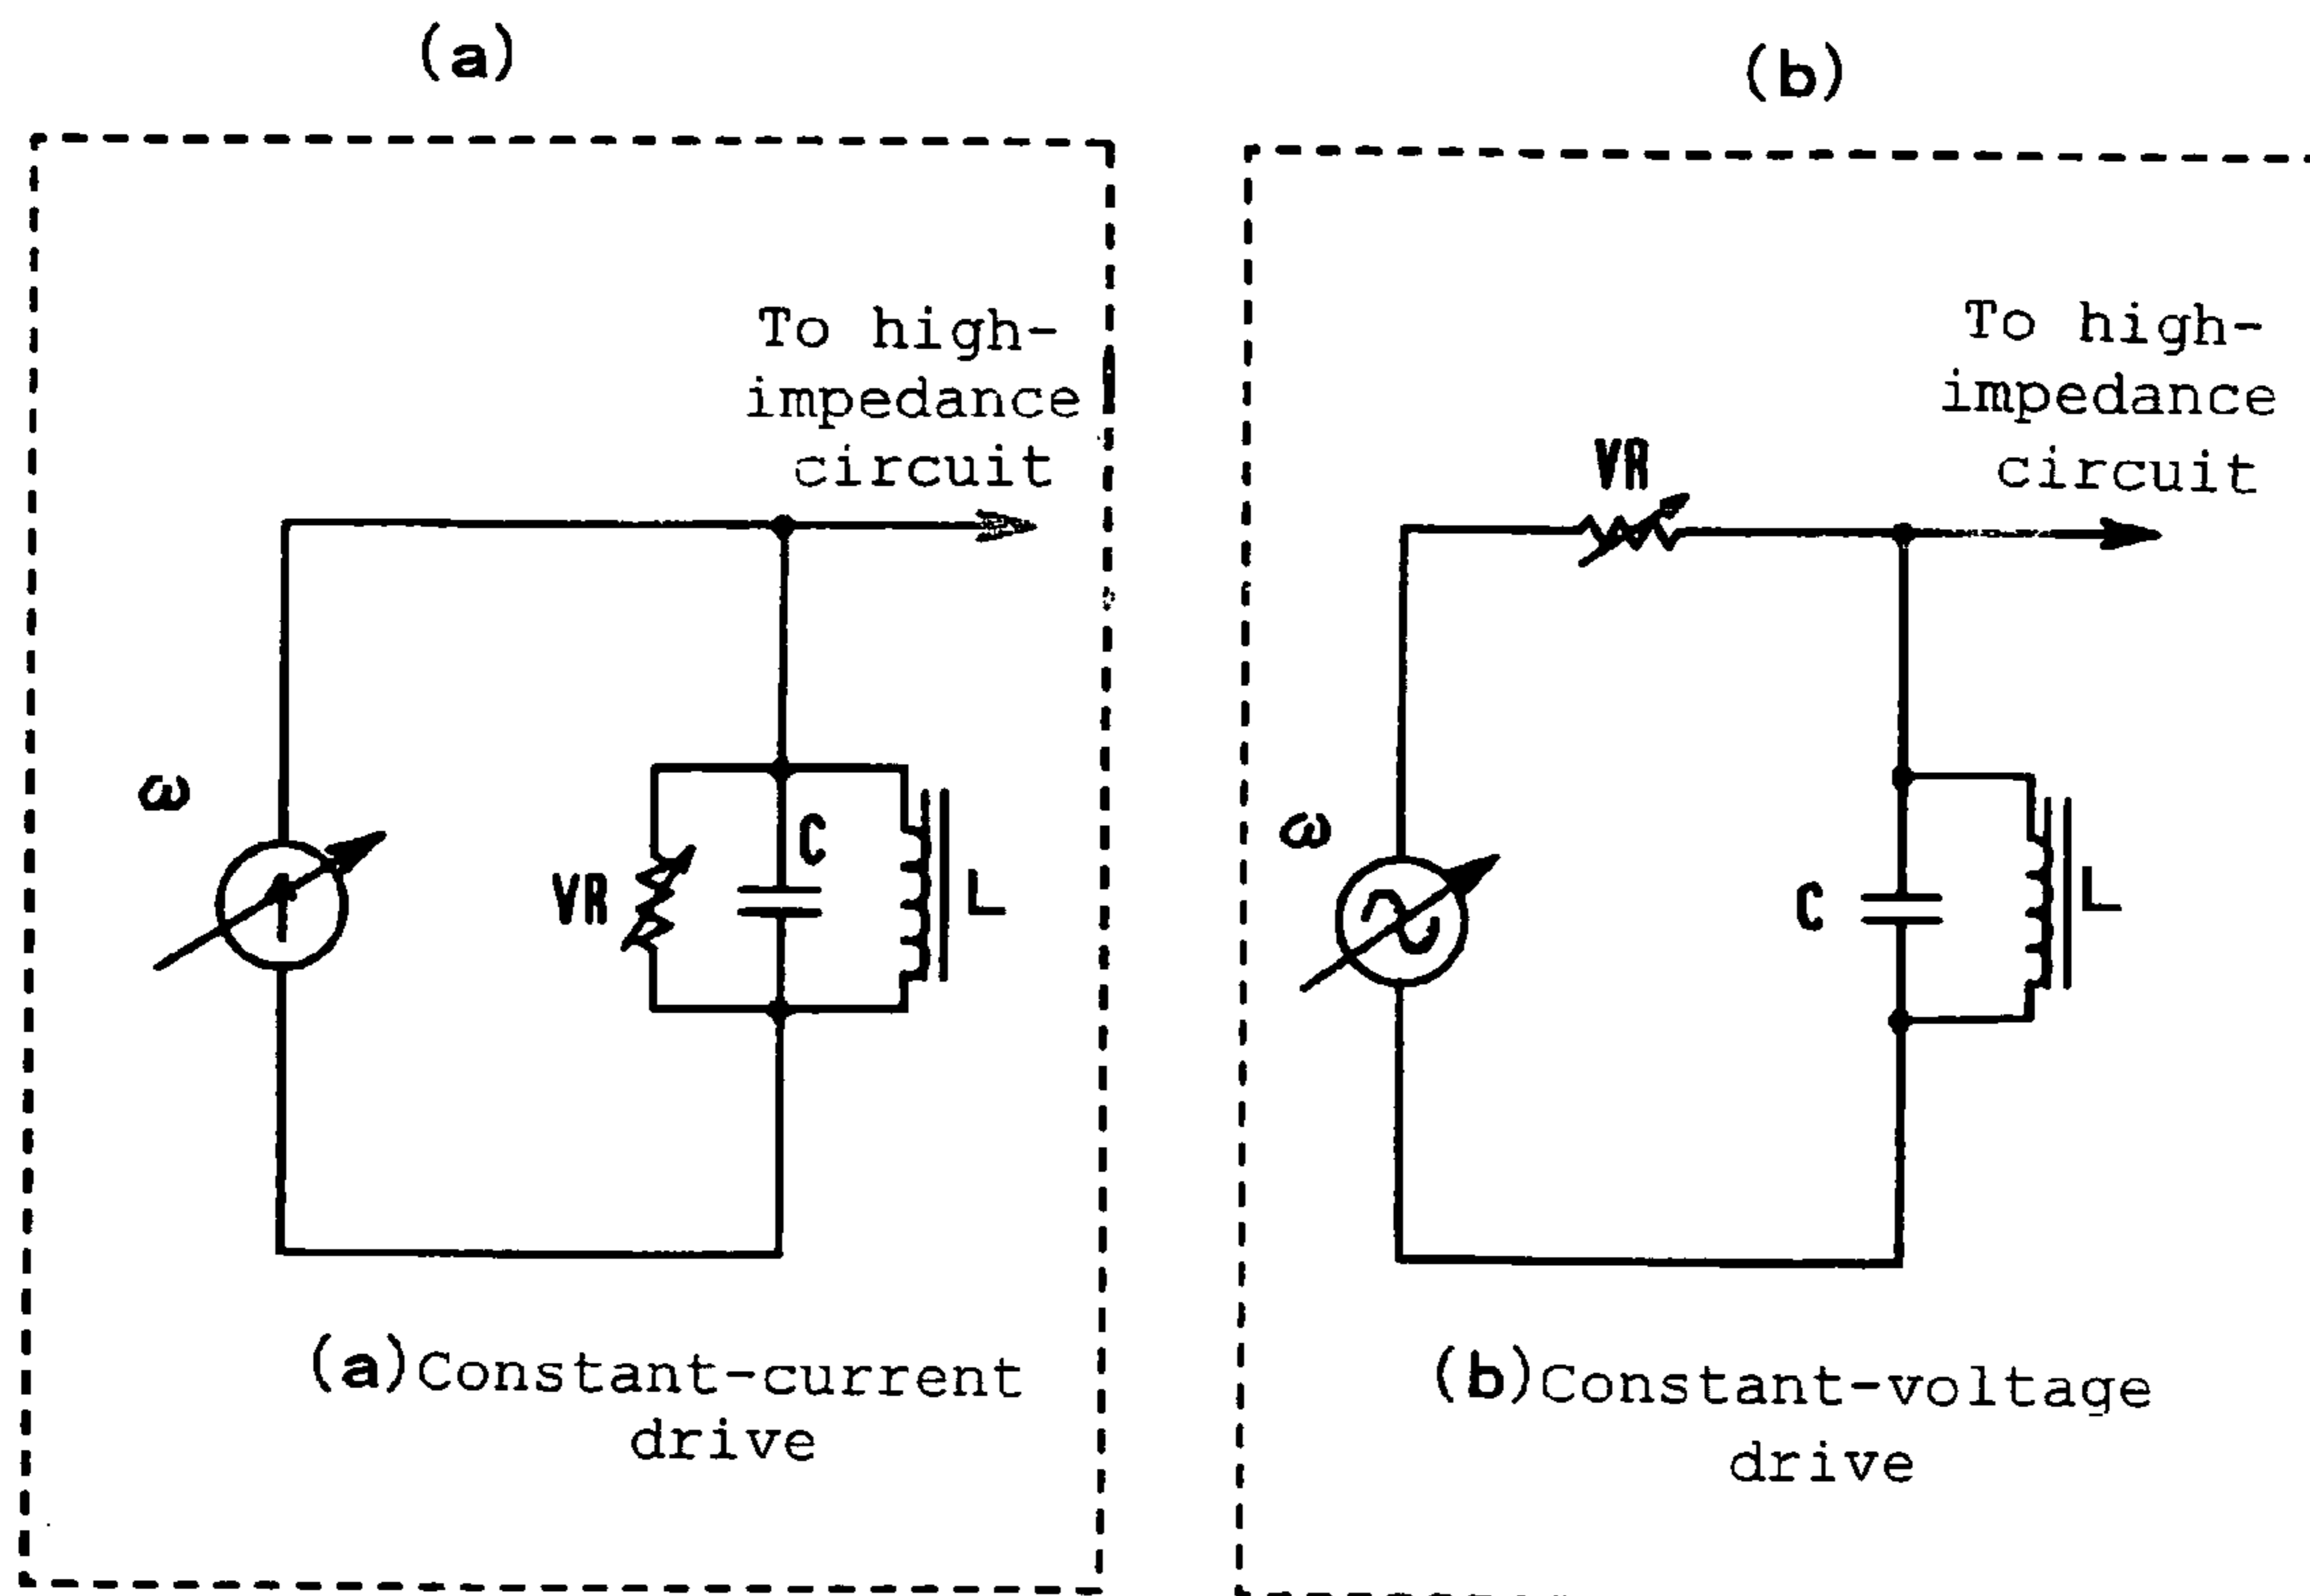 (a)
To high-
impedance
circuit
ω
VR
C
L
(a)Constant-current
drive
(b)
To high-
impedance
circuit
VR
ω
C
L
(b)Constant-voltage
drive